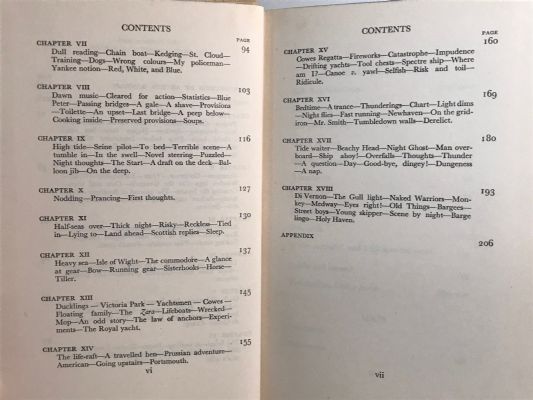 CONTENTS
PAGE
CHAPTER VII 94
Dull reading—Chain boat—Kedging—St. Cloud—
Training—Dogs—Wrong colours—My policeman—
Yankee notion—Red, White, and Blue.
CHAPTER VIII 103
Dawn music—Cleared for action—Statistics—Blue
Peter—Passing bridges—A gale—A shave—Provisions
—Toilette—An upset—Last bridge—A peep below—
Cooking inside—Preserved provisions—Soups.
CHAPTER IX 116
High tide—Seine pilot—To bed—Terrible scene—A
tumble in—In the swell—Novel steering—Puzzled—
Night thoughts—The Start—A draft on the deck—Bal-
loon jib—On the deep.
CHAPTER X 127
Nodding—Prancing—First thoughts.
CHAPTER XI 130
Half-seas over—Thick night—Risky—Reckless—Tied
in—Lying to—Land ahead—Scottish replies—Sleep.
CHAPTER XII 137
Heavy sea—Isle of Wight—The commodore—A glance
at gear—Bow—Running gear—Sisterhooks—Horse—
Tiller.
CHAPTER XIII 145
Ducklings—Victoria Park—Yachtsmen—Cowes—
Floating family—The Zara—Lifeboats—Wrecked—
Mop—An odd story—The law of anchors—Experi-
ments—The Royal yacht.
CHAPTER XIV 155
The life-raft—A travelled hen—Prussian adventure—
American—Going upstairs—Portsmouth.
vi
CONTENTS
PAGE
CHAPTER XV 160
Cowes Regatta—Fireworks—Catastrophe—Impudence
—Drifting yachts—Tool chests—Spectre ship—Where
am I?—Canoe v. yawl—Selfish—Risk and toil—
Ridicule.
CHAPTER XVI 169
Bedtime—A trance—Thunderings—Chart—Light dims
—Night flies—Fast running—Newhaven—On the grid-
iron—Mr. Smith—Tumbledown walls—Derelict.
CHAPTER XVII 180
Tide waiter—Beachy Head—Night Ghost—Man over-
board—Ship ahoy!—Overfalls—Thoughts—Thunder
—A question—Day—Good-bye, dingey!—Dungeness
—A nap.
CHAPTER XVIII 193
Di Vernon—The Gull light—Naked Warriors—Mon-
key—Medway—Eyes right!—Old Things—Bargees—
Street boys—Young skipper—Scene by night—Barge
lingo—Holy Haven.
APPENDIX 206
vii